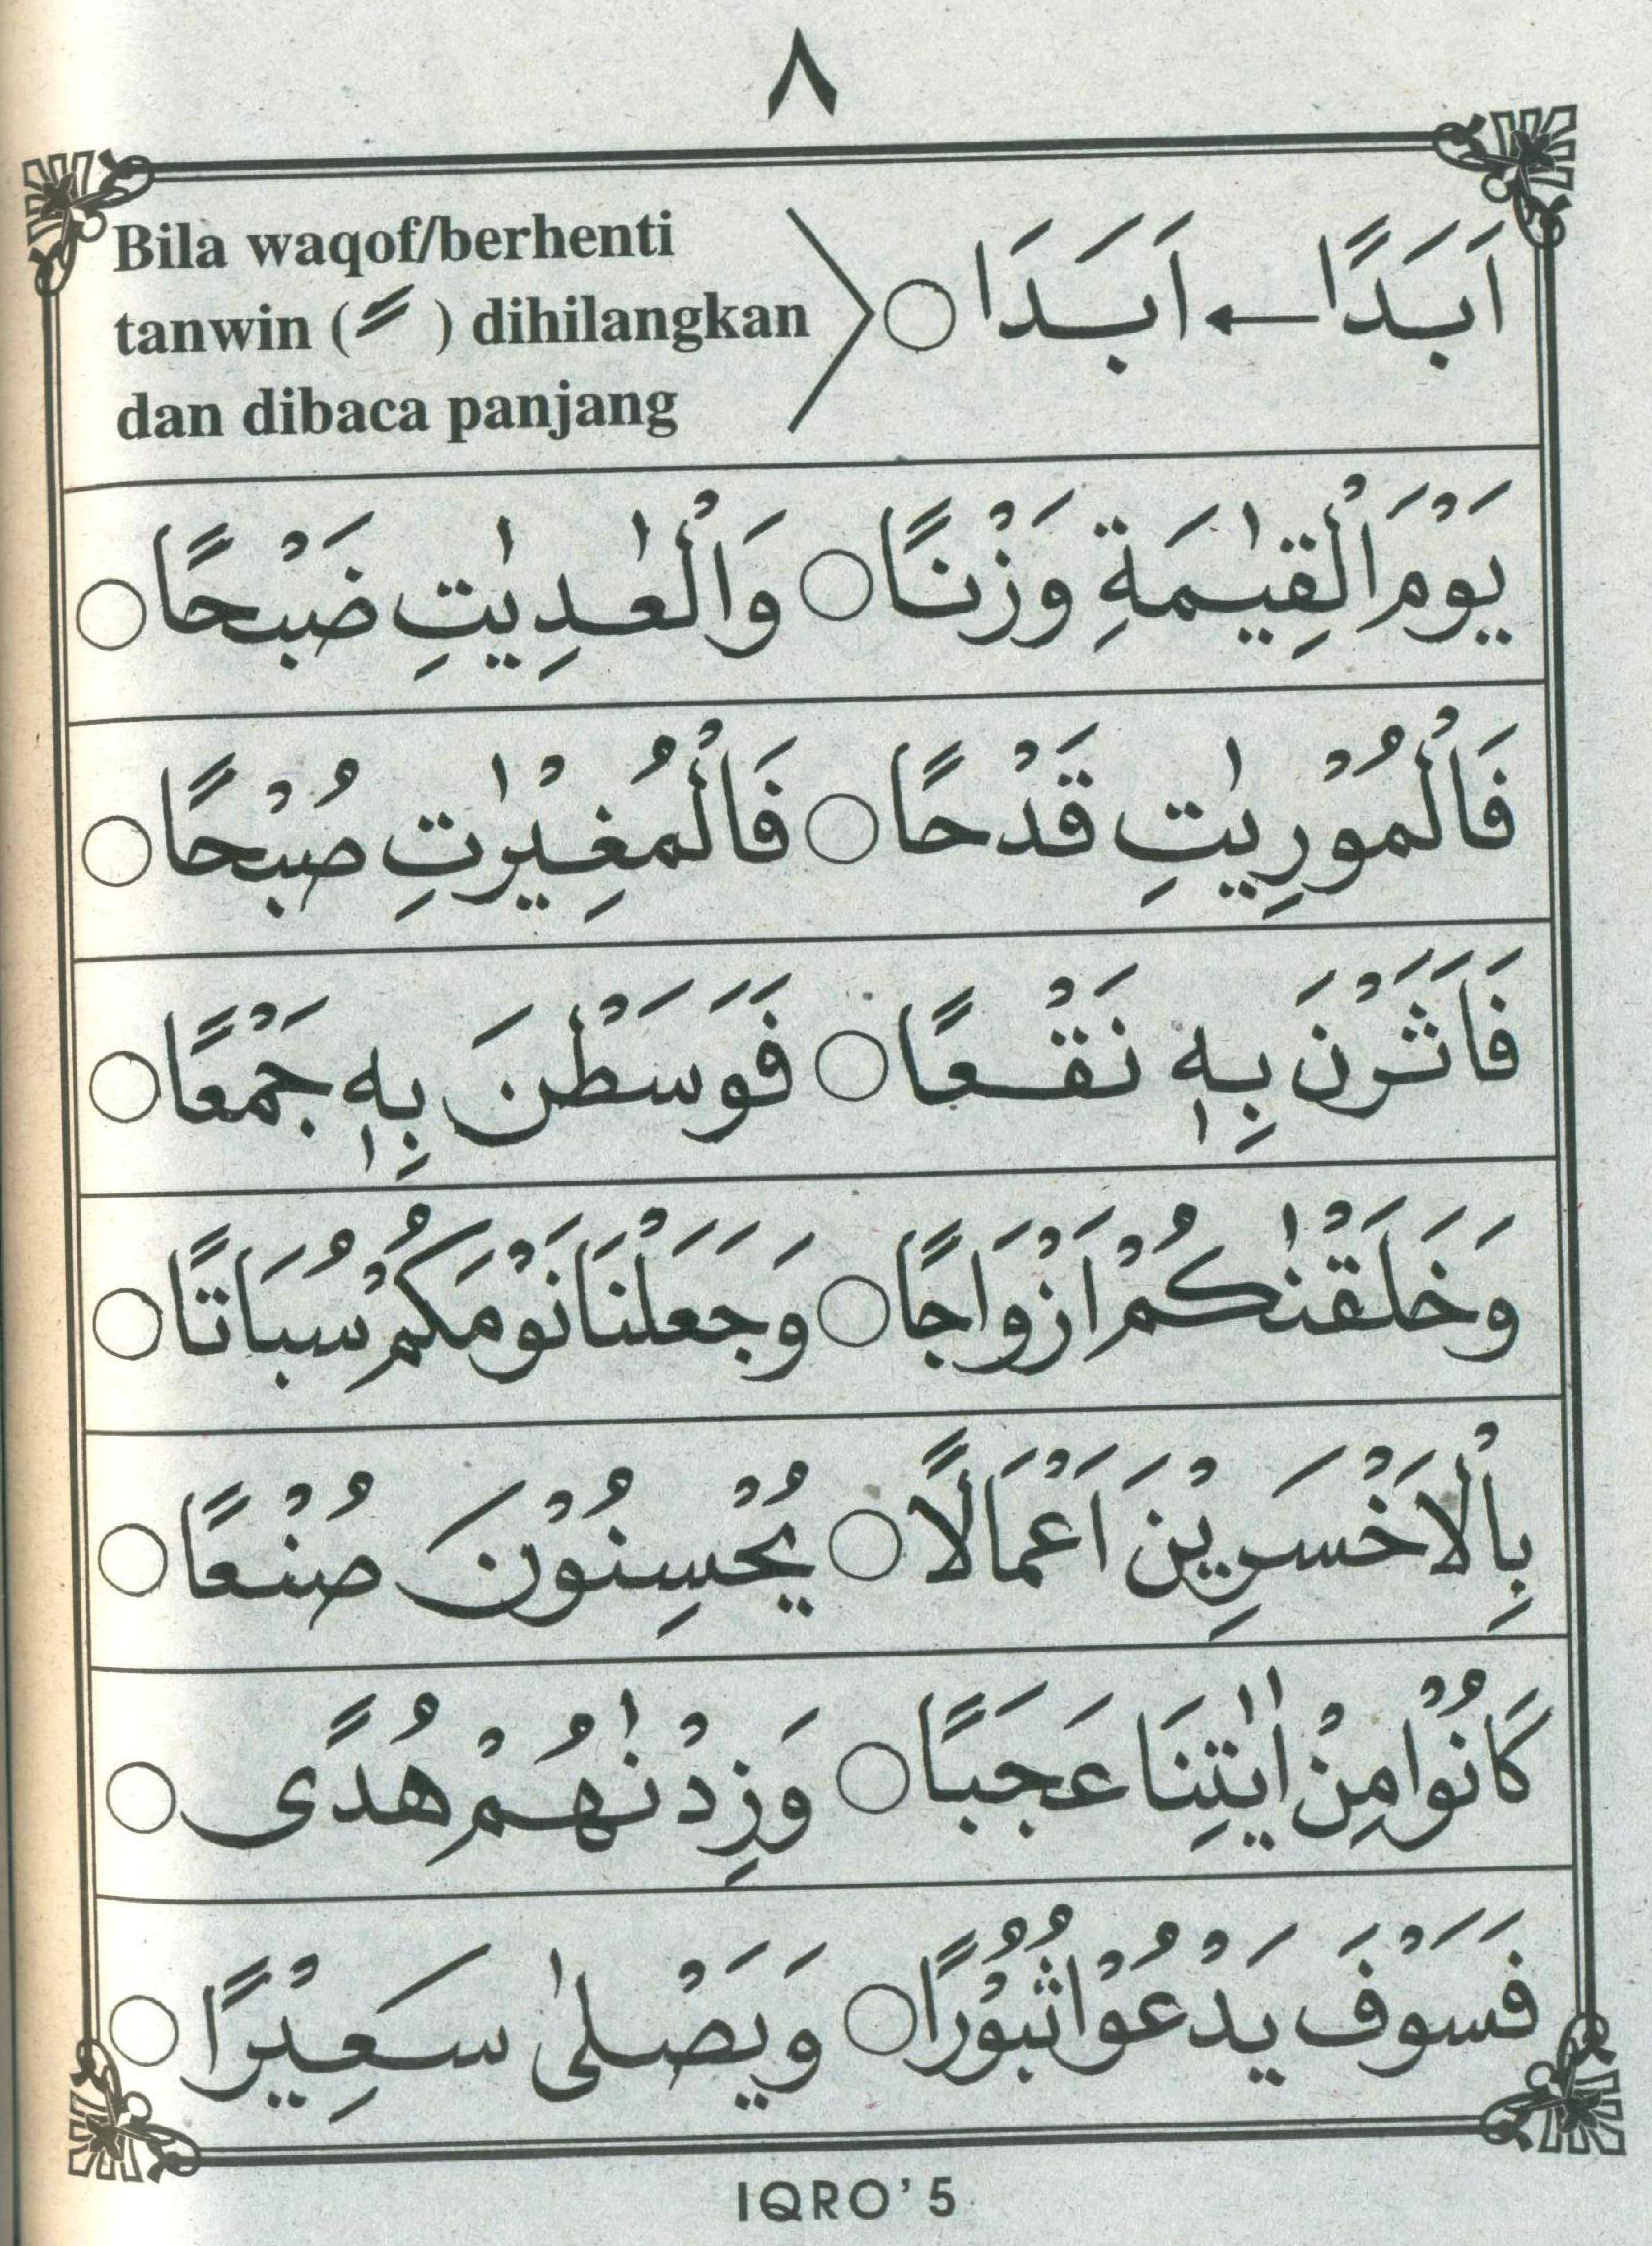 ٨
اَبَدًا ← اَبَدَا ○
Bila waqof/berhenti
tanwin ( ً ) dihilangkan
dan dibaca panjang
يَوْمَ الْقِيٰمَةِ وَزْنًا ○ وَالْعٰدِيٰتِ ضَبْحًا ○
فَالْمُوْرِيٰتِ قَدْحًا ○ فَالْمُغِيْرٰتِ صُبْحًا ○
فَاَثَرْنَ بِهٖ نَقْعًا ○ فَوَسَطْنَ بِهٖ جَمْعًا ○
وَخَلَقْنٰكُمْ اَزْوَاجًا ○ وَجَعَلْنَا نَوْمَكُمْ سُبَاتًا ○
بِالْاَخْسَرِيْنَ اَعْمَالًا ○ يُحْسِنُوْنَ صُنْعًا ○
كَانُوْا مِنْ اٰيٰتِنَا عَجَبًا ○ وَزِدْنٰهُمْ هُدًى ○
فَسَوْفَ يَدْعُوْا ثُبُوْرًا ○ وَيَصْلٰى سَعِيْرًا ○
IQRO' 5